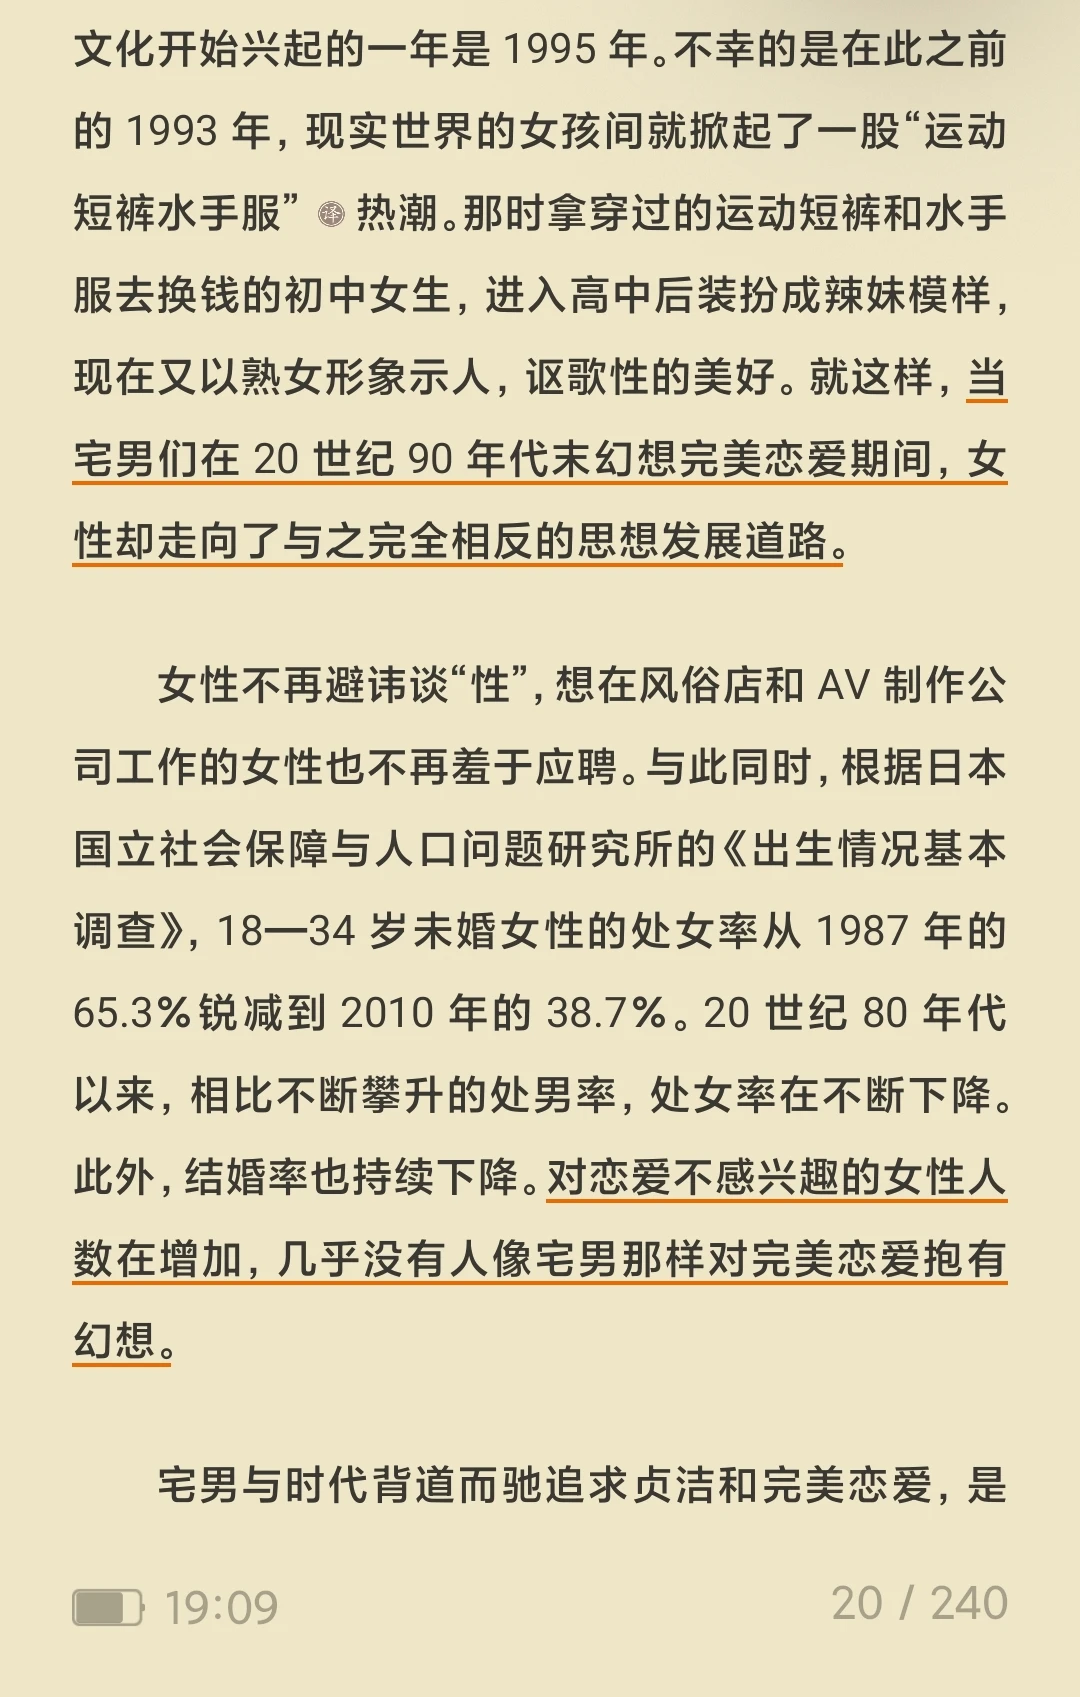 文化开始兴起的一年是 1995 年。不幸的是在此之前
的 1993 年，现实世界的女孩间就掀起了一股“运动
短裤水手服” 译 热潮。那时拿穿过的运动短裤和水手
服去换钱的初中女生，进入高中后装扮成辣妹模样，
现在又以熟女形象示人，讴歌性的美好。就这样，当
宅男们在 20 世纪 90 年代末幻想完美恋爱期间，女
性却走向了与之完全相反的思想发展道路。
女性不再避讳谈“性”，想在风俗店和 AV 制作公
司工作的女性也不再羞于应聘。与此同时，根据日本
国立社会保障与人口问题研究所的《出生情况基本
调查》，18—34 岁未婚女性的处女率从 1987 年的
65.3%锐减到 2010 年的 38.7%。20 世纪 80 年代
以来，相比不断攀升的处男率，处女率在不断下降。
此外，结婚率也持续下降。对恋爱不感兴趣的女性人
数在增加，几乎没有人像宅男那样对完美恋爱抱有
幻想。
宅男与时代背道而驰追求贞洁和完美恋爱，是
19:09
20 / 240